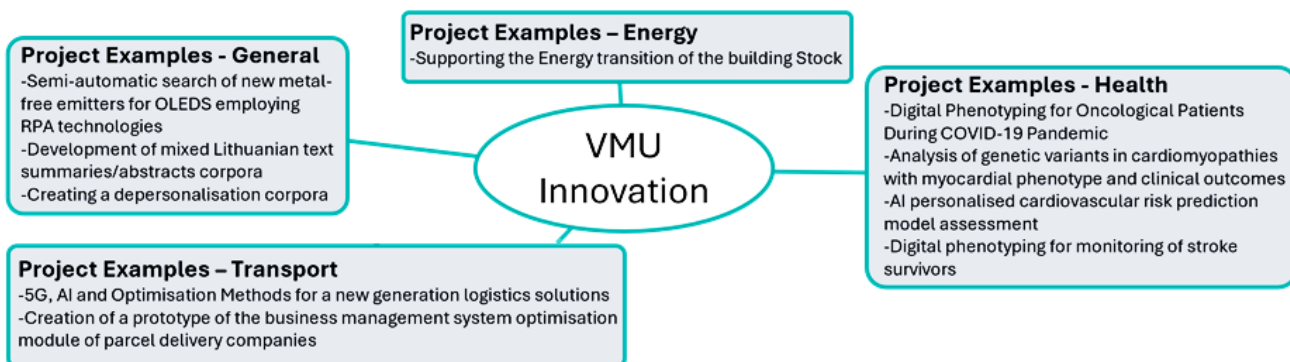 Project Examples – Energy
-Supporting the Energy transition of the building Stock
Project Examples - General
-Semi-automatic search of new metal-
free emitters for OLEDS employing
RPA technologies
-Development of mixed Lithuanian text
summaries/abstracts corpora
-Creating a depersonalisation corpora
VMU
Innovation
Project Examples - Health
-Digital Phenotyping for Oncological Patients
During COVID-19 Pandemic
-Analysis of genetic variants in cardiomyopathies
with myocardial phenotype and clinical outcomes
-AI personalised cardiovascular risk prediction
model assessment
-Digital phenotyping for monitoring of stroke
survivors
Project Examples – Transport
-5G, AI and Optimisation Methods for a new generation logistics solutions
-Creation of a prototype of the business management system optimisation
module of parcel delivery companies